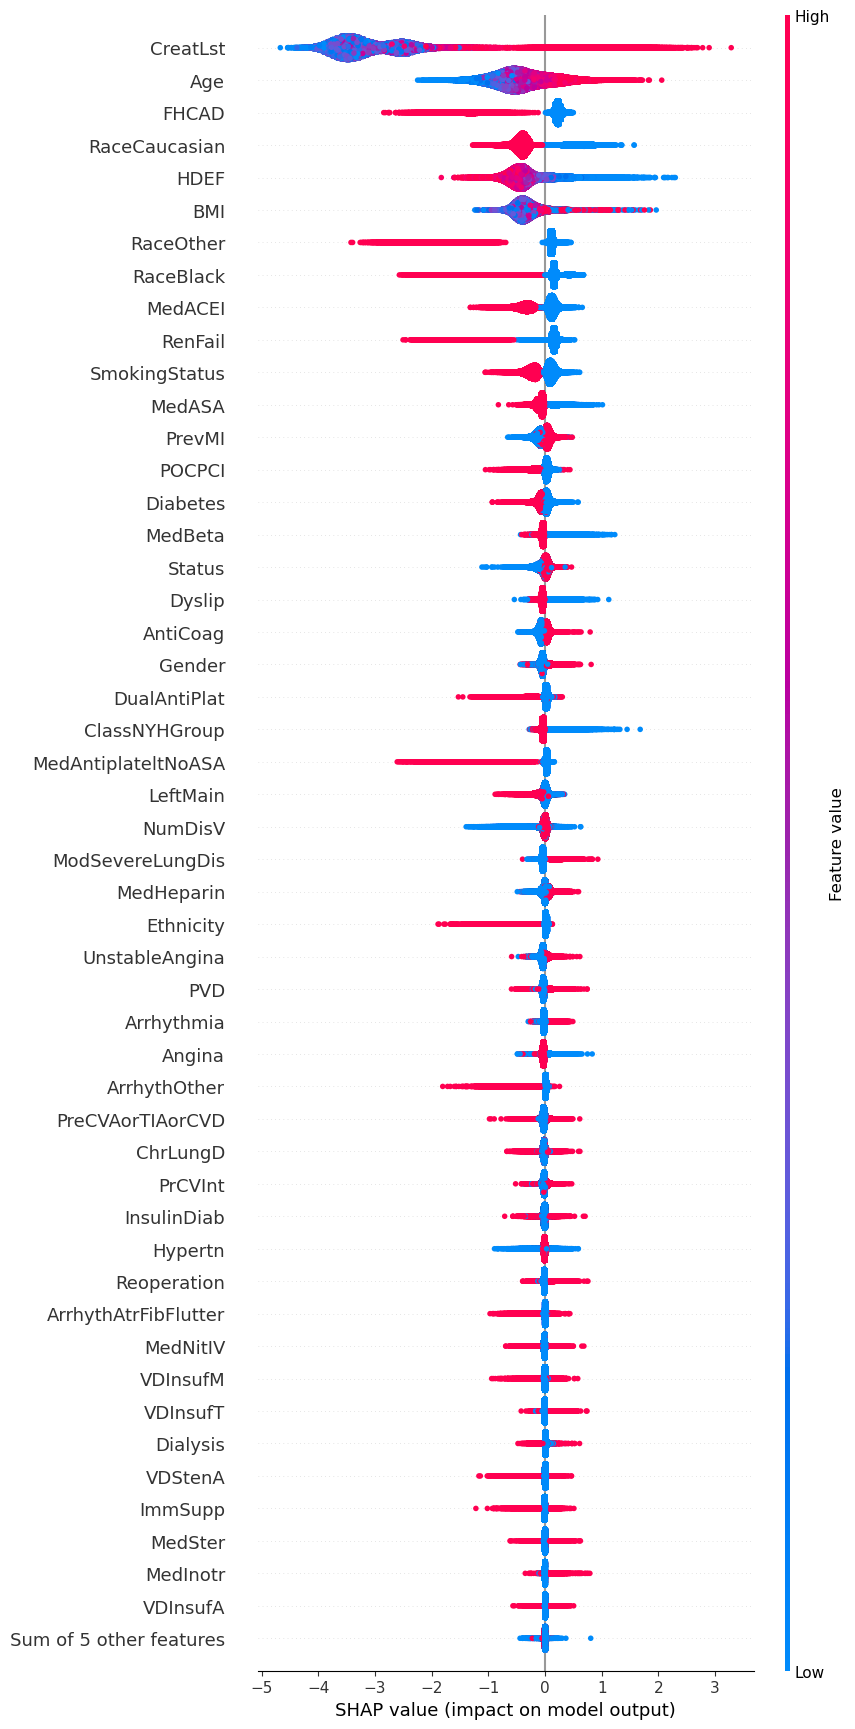 High
CreatLst
Age
FHCAD
RaceCaucasian
HDEF
BMI
RaceOther
RaceBlack
MedACEI
RenFail
SmokingStatus
MedASA
PrevMI
POCPCI
Diabetes
MedBeta
Status
Dyslip
AntiCoag
Gender
DualAntiPlat
ClassNYHGroup
MedAntiplateltNoASA
LeftMain
NumDisV
ModSevereLungDis
MedHeparin
Ethnicity
UnstableAngina
PVD
Arrhythmia
Angina
ArrhythOther
PreCVAorTIAorCVD
ChrLungD
PrCVInt
InsulinDiab
Hypertn
Reoperation
ArrhythAtrFibFlutter
MedNitIV
VDInsufM
VDInsufT
Dialysis
VDStenA
ImmSupp
MedSter
MedInotr
VDInsufA
Sum of 5 other features
Feature value
Low
−5 −4 −3 −2 −1 0 1 2 3
SHAP value (impact on model output)